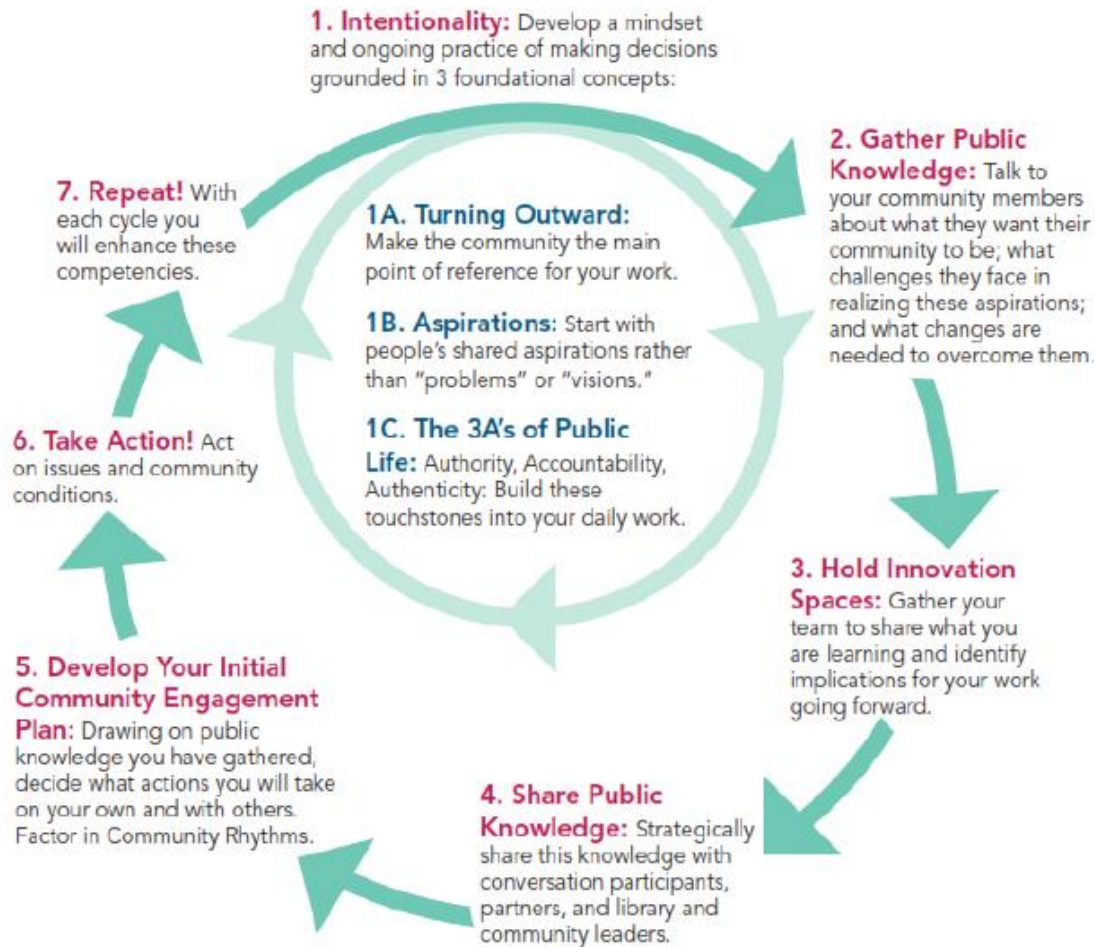 1. Intentionality: Develop a mindset
and ongoing practice of making decisions
grounded in 3 foundational concepts:
2. Gather Public
Knowledge: Talk to
your community members
about what they want their
community to be; what
challenges they face in
realizing these aspirations;
and what changes are
needed to overcome them.
3. Hold Innovation
Spaces: Gather your
team to share what you
are learning and identify
implications for your work
going forward.
4. Share Public
Knowledge: Strategically
share this knowledge with
conversation participants,
partners, and library and
community leaders.
5. Develop Your Initial
Community Engagement
Plan: Drawing on public
knowledge you have gathered,
decide what actions you will take
on your own and with others.
Factor in Community Rhythms.
6. Take Action! Act
on issues and community
conditions.
7. Repeat! With
each cycle you
will enhance these
competencies.
1A. Turning Outward:
Make the community the main
point of reference for your work.
1B. Aspirations: Start with
people's shared aspirations rather
than "problems" or "visions."
1C. The 3A's of Public
Life: Authority, Accountability,
Authenticity: Build these
touchstones into your daily work.